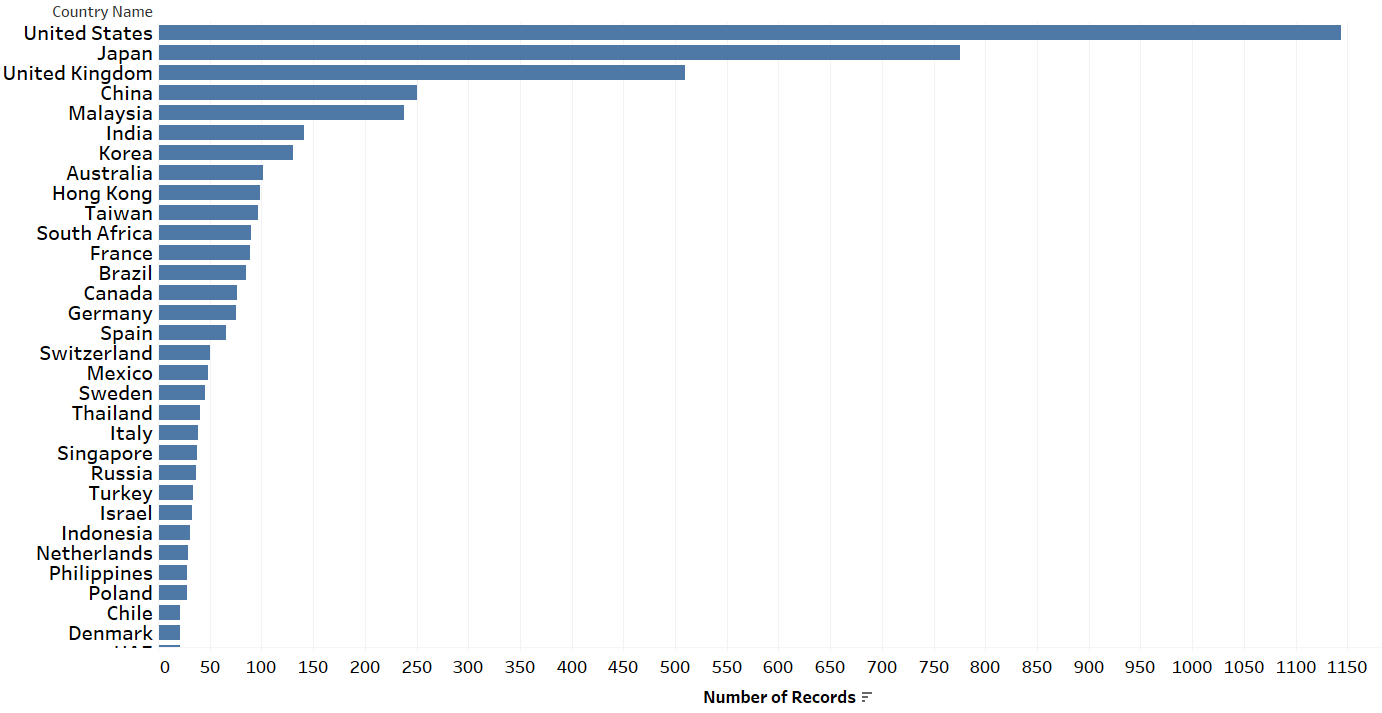 Country Name
United States
Japan
United Kingdom
China
Malaysia
India
Korea
Australia
Hong Kong
Taiwan
South Africa
France
Brazil
Canada
Germany
Spain
Switzerland
Mexico
Sweden
Thailand
Italy
Singapore
Russia
Turkey
Israel
Indonesia
Netherlands
Philippines
Poland
Chile
Denmark
0 50 100 150 200 250 300 350 400 450 500 550 600 650 700 750 800 850 900 950 1000 1050 1100 1150
Number of Records